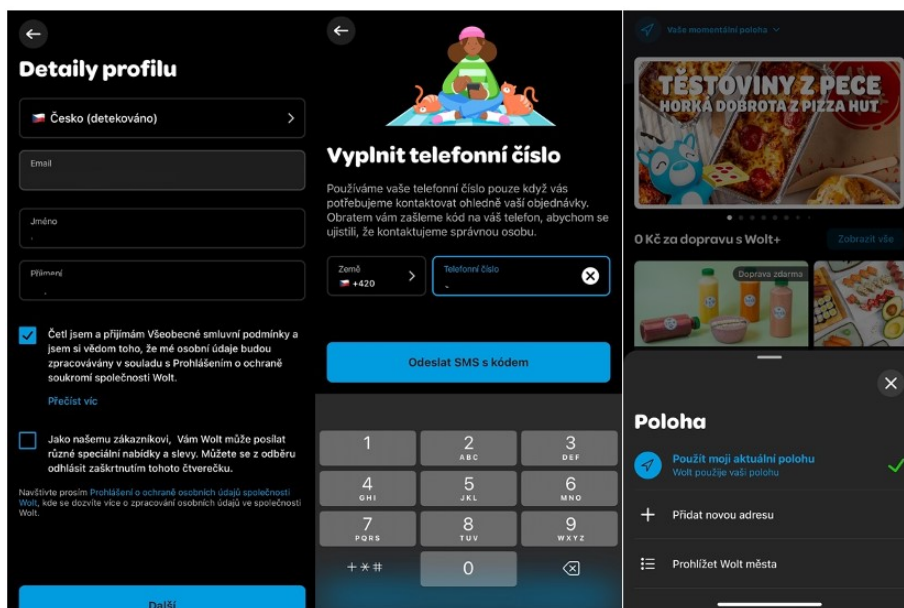 Detaily profilu
Česko (detekováno)
Email
Jméno
Příjmení
Četl jsem a přijímám Všeobecné smluvní podmínky a
jsem si vědom toho, že mé osobní údaje budou
zpracovávány v souladu s Prohlášením o ochraně
soukromí společnosti Wolt.
Přečíst víc
Jako našemu zákazníkovi, Vám Wolt může posílat
různé speciální nabídky a slevy. Můžete se z odběru
odhlásit zaškrtnutím tohoto čtverečku.
Navštivte prosím Prohlášení o ochraně osobních údajů společnosti
Wolt, kde se dozvíte více o zpracování osobních údajů ve společnosti
Wolt.
Další
Vyplnit telefonní číslo
Používáme vaše telefonní číslo pouze když vás
potřebujeme kontaktovat ohledně vaší objednávky.
Obratem vám zašleme kód na váš telefon, abychom se
ujistili, že kontaktujeme správnou osobu.
Země
+420
Telefonní číslo
Odeslat SMS s kódem
1
2
ABC
3
DEF
4
GHI
5
JKL
6
MNO
7
PQRS
8
TUV
9
WXYZ
+*#
0
Vaše momentální poloha
TĚSTOVINY Z PECE
HORKÁ DOBROTA Z PIZZA HUT
0 Kč za dopravu s Wolt+
Zobrazit vše
Doprava zdarma
Poloha
Použít moji aktuální polohu
Wolt použije vaši polohu
Přidat novou adresu
Prohlížet Wolt města